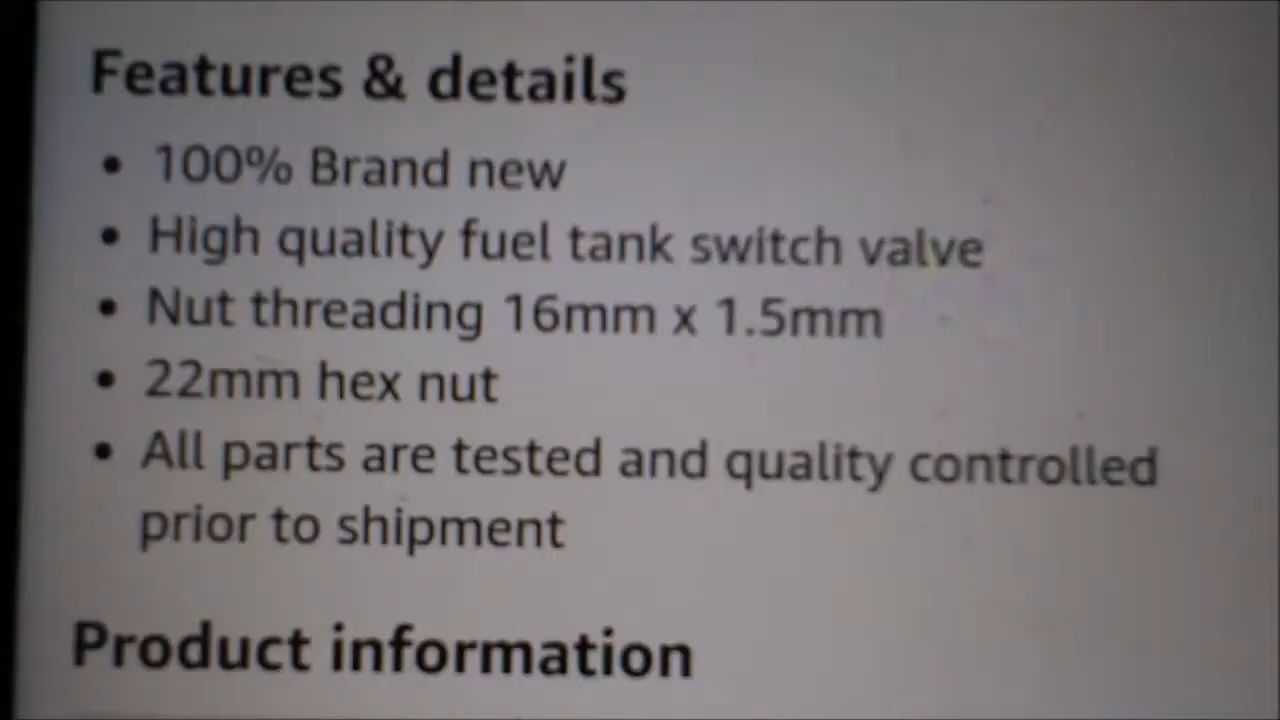 Features & details
• 100% Brand new
• High quality fuel tank switch valve
• Nut threading 16mm x 1.5mm
• 22mm hex nut
• All parts are tested and quality controlled
prior to shipment
Product information